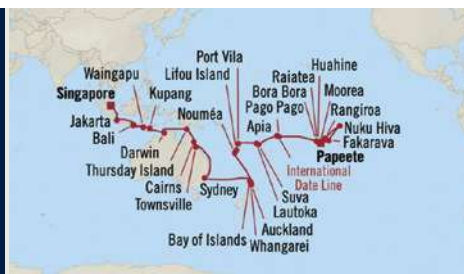 Port Vila
Huahine
Waingapu
Lifou Island
Raiatea
Moorea
Kupang
Bora Bora
Singapore
Nouméa
Pago Pago
Rangiroa
Jakarta
Apia
Nuku Hiva
Bali
Fakarava
Darwin
Papeete
Thursday Island
International
Date Line
Cairns
Sydney
Suva
Townsville
Lautoka
Auckland
Bay of Islands
Whangarei